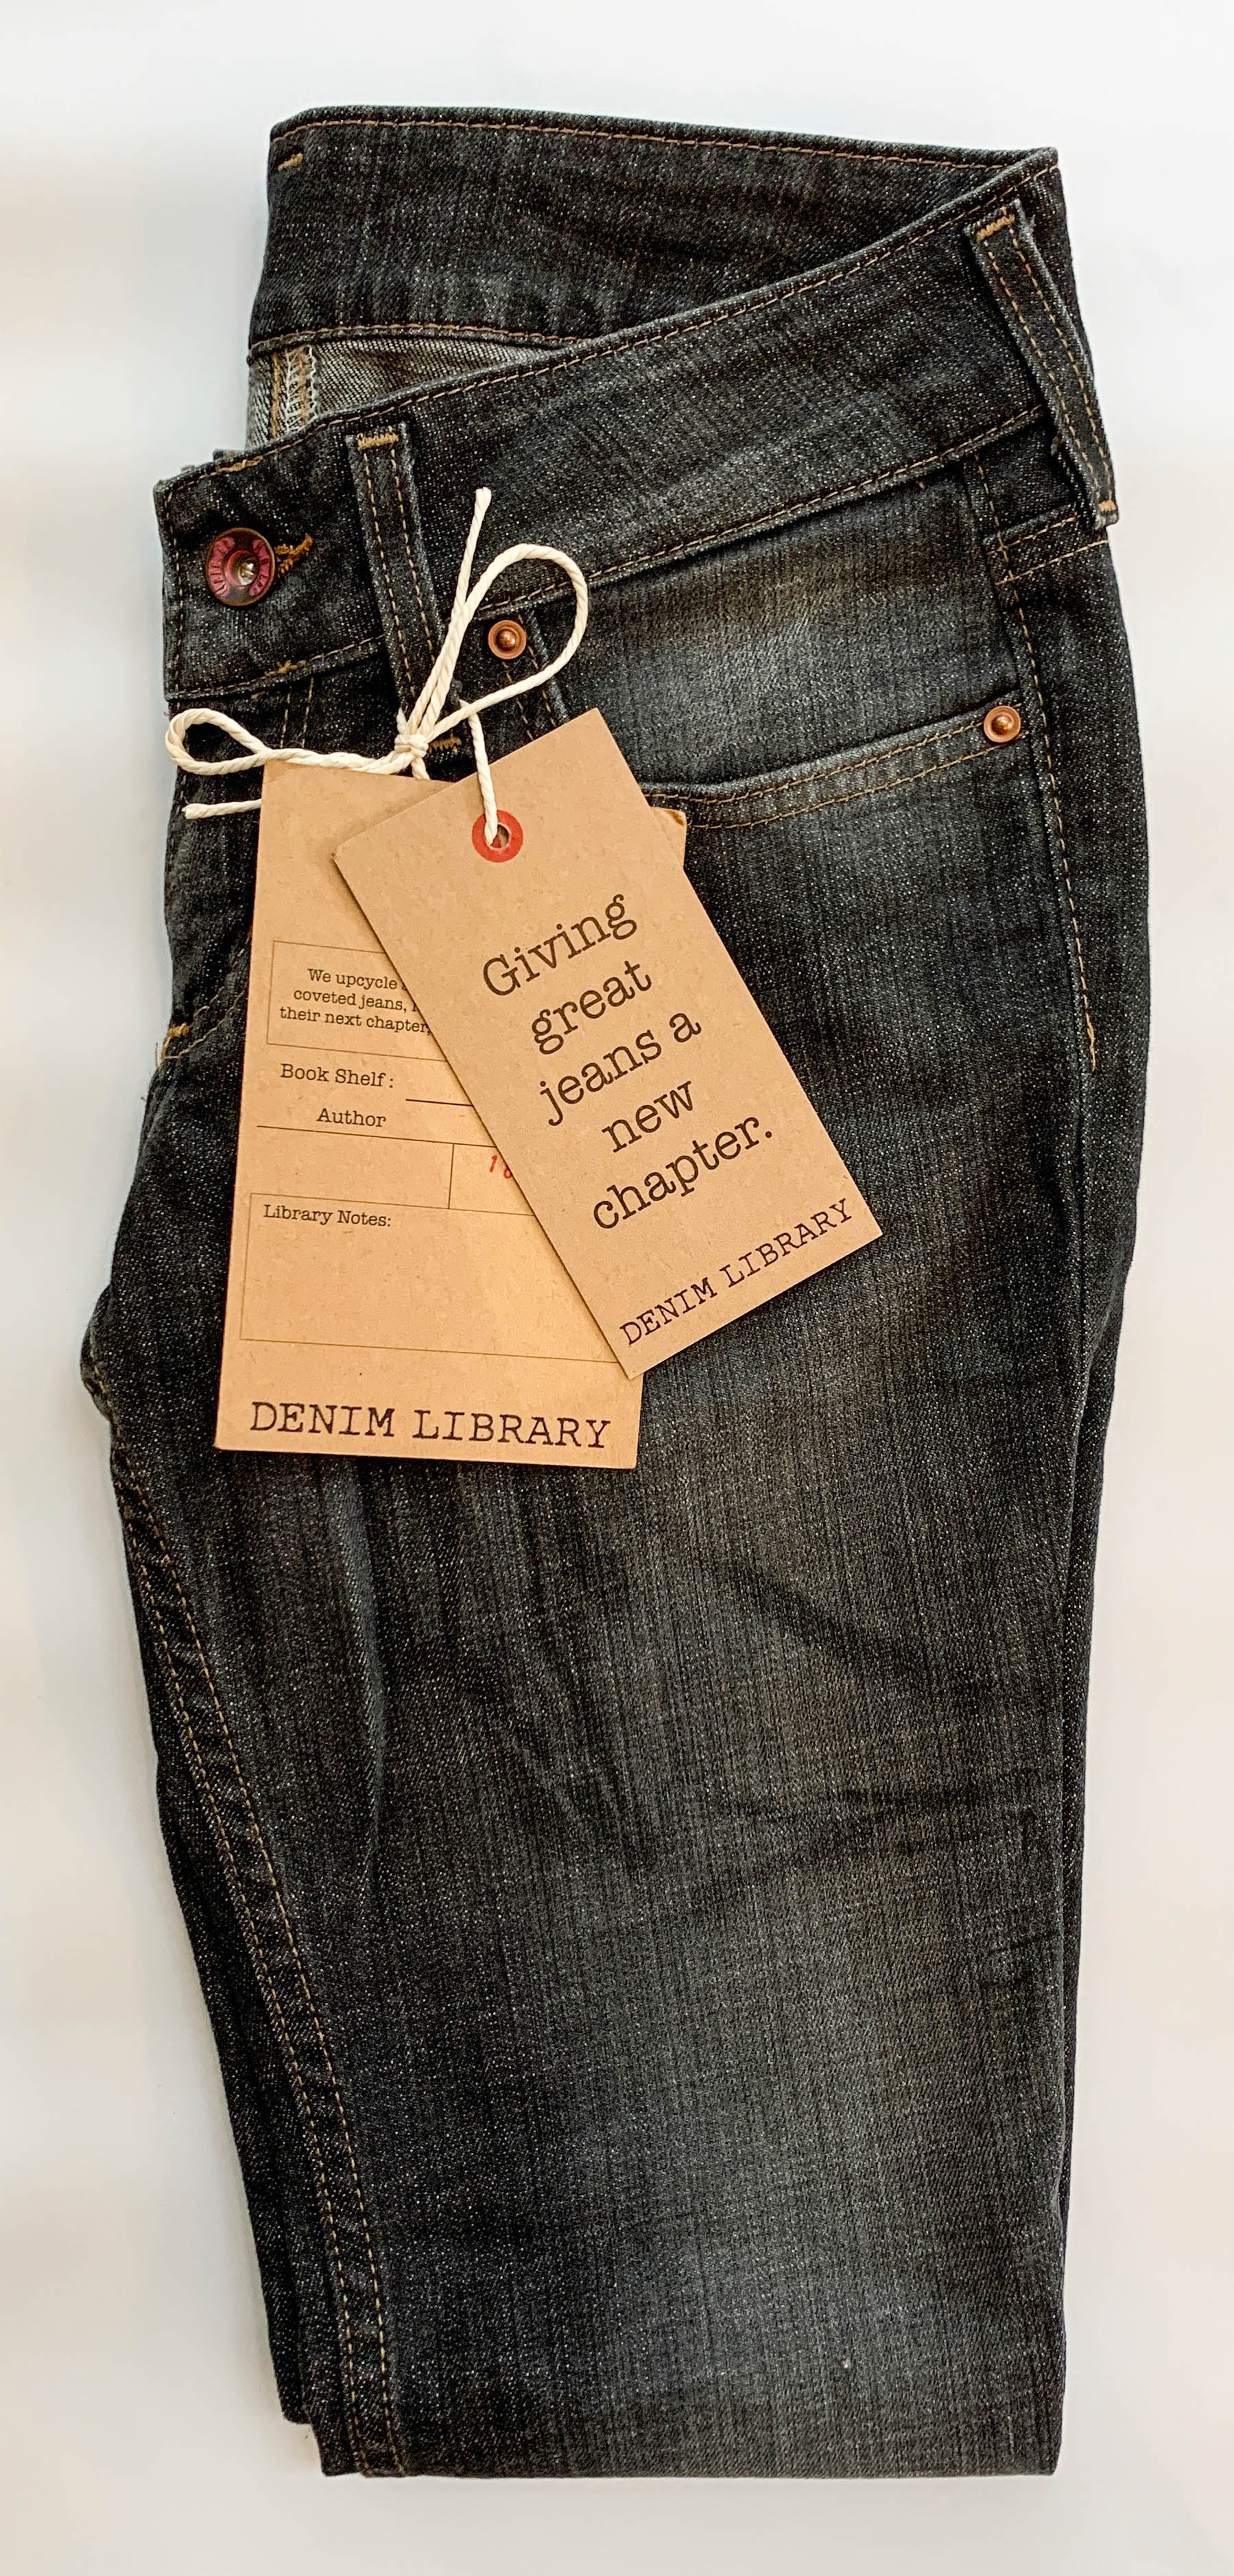 We upcycle
coveted jeans,
their next chapter,
Book Shelf :
Author
Library Notes:
DENIM LIBRARY
Giving
great
jeans a
new
chapter.
DENIM LIBRARY